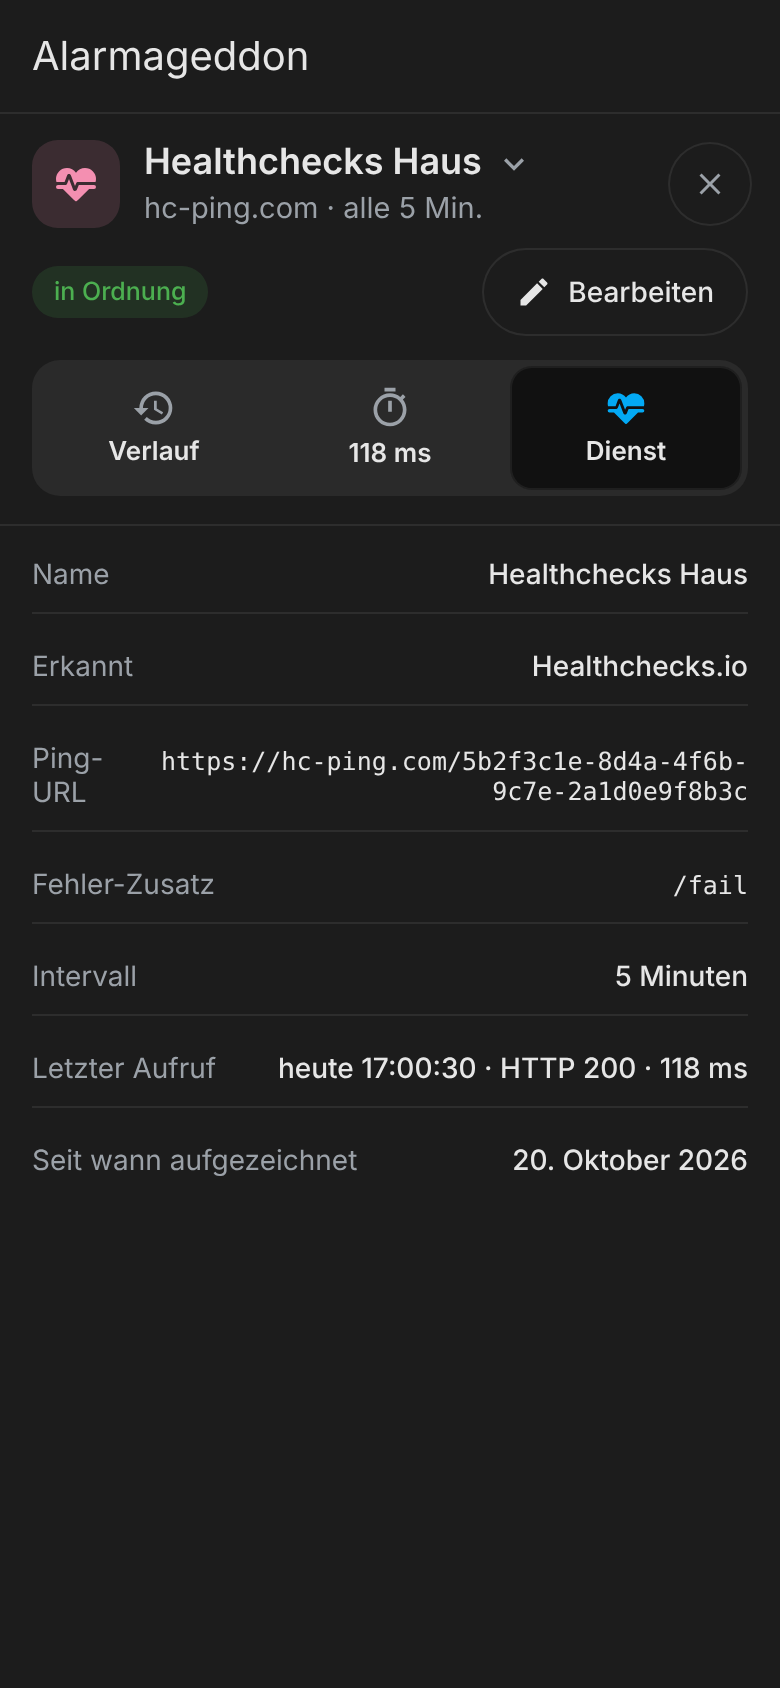 Alarmageddon
Healthchecks Haus
hc-ping.com · alle 5 Min.
in Ordnung
Bearbeiten
Verlauf
118 ms
Dienst
Name
Healthchecks Haus
Erkannt
Healthchecks.io
Ping-
URL
https://hc-ping.com/5b2f3c1e-8d4a-4f6b-
9c7e-2a1d0e9f8b3c
Fehler-Zusatz
/fail
Intervall
5 Minuten
Letzter Aufruf
heute 17:00:30 · HTTP 200 · 118 ms
Seit wann aufgezeichnet
20. Oktober 2026